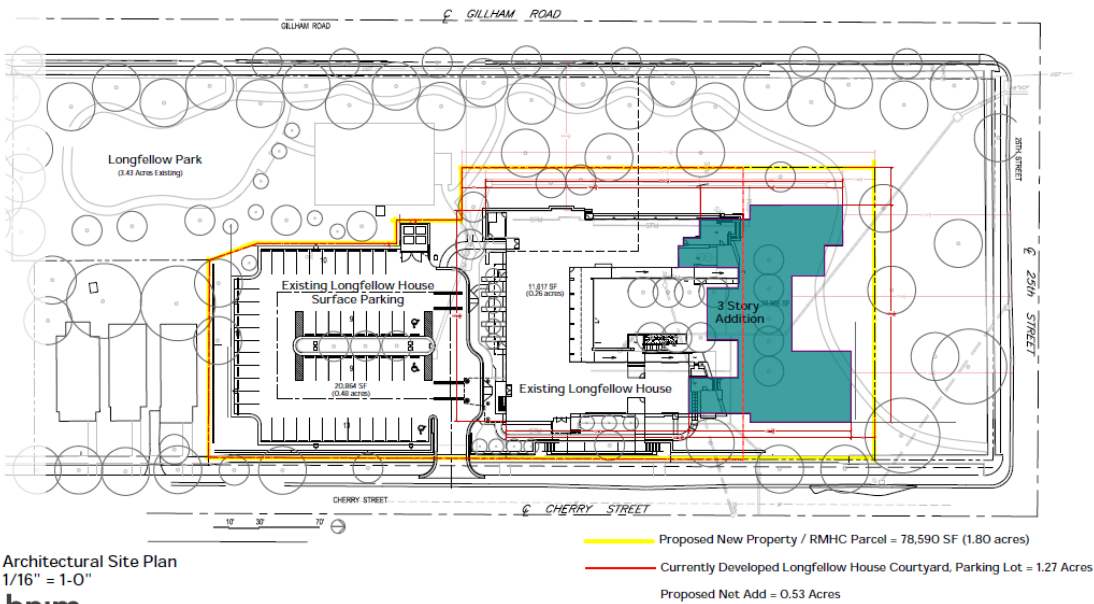 ℄ GILLHAM ROAD
GILLHAM ROAD
Longfellow Park
(3.43 Acres Existing)
25TH STREET
℄ 25th STREET
10
Existing Longfellow House
Surface Parking
9
9
20,864 SF
(0.48 acres)
13
11,617 SF
(0.26 acres)
3 Story
Addition
Existing Longfellow House
CHERRY STREET
℄ CHERRY STREET
10' 30' 70'
Architectural Site Plan
1/16" = 1-0"
Proposed New Property / RMHC Parcel = 78,590 SF (1.80 acres)
Currently Developed Longfellow House Courtyard, Parking Lot = 1.27 Acres
Proposed Net Add = 0.53 Acres